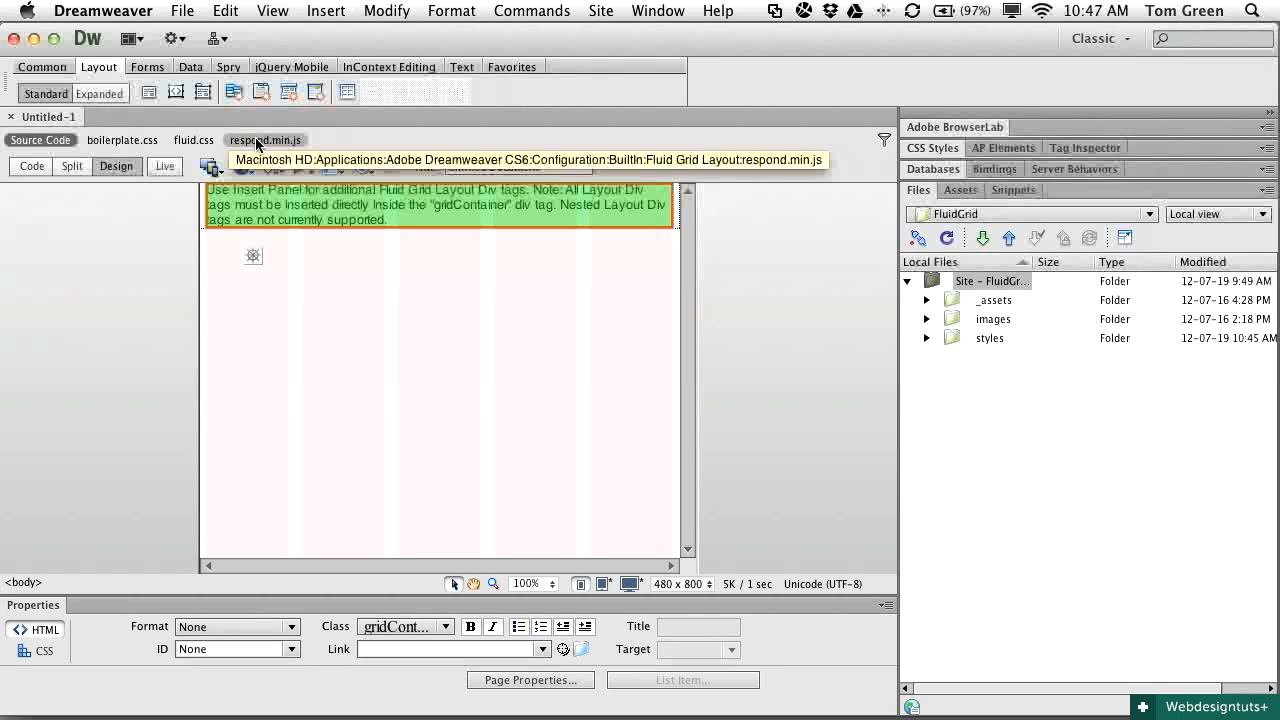 Dreamweaver File Edit View Insert Modify Format Commands Site Window Help (97%) 10:47 AM Tom Green
Dw Classic
Common Layout Forms Data Spry jQuery Mobile InContext Editing Text Favorites
Standard Expanded
Untitled-1
Source Code boilerplate.css fluid.css respond.min.js
Macintosh HD:Applications:Adobe Dreamweaver CS6:Configuration:BuiltIn:Fluid Grid Layout:respond.min.js
Code Split Design Live
Use Insert Panel for additional Fluid Grid Layout Div tags. Note: All Layout Div
tags must be inserted directly inside the "gridContainer" div tag. Nested Layout Div
tags are not currently supported.
<body> 100% 480 x 800 5K / 1 sec Unicode (UTF-8)
Properties
HTML Format None Class gridCont... B I Title
CSS ID None Link Target
Page Properties... List Item...
Adobe BrowserLab
CSS Styles AP Elements Tag Inspector
Databases Bindings Server Behaviors
Files Assets Snippets
FluidGrid Local view
Local Files Size Type Modified
Site – FluidGr... Folder 12-07-19 9:49 AM
_assets Folder 12-07-16 4:28 PM
images Folder 12-07-16 2:18 PM
styles Folder 12-07-19 10:45 AM
Webdesigntuts+